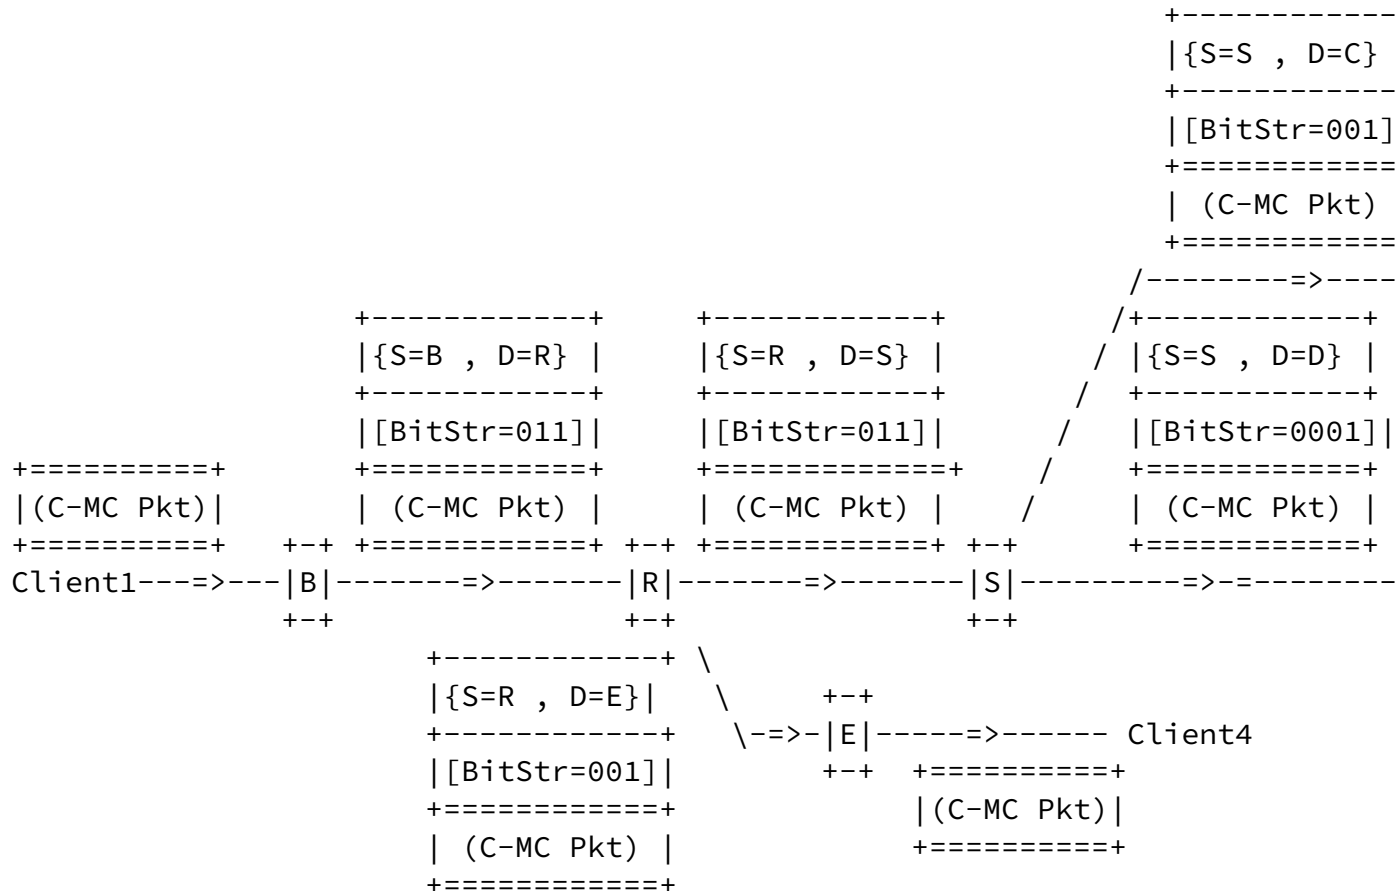 +------------
|{S=S , D=C}
+------------
|[BitStr=001]
+============
| (C-MC Pkt)
+============
/--------=>----
+------------+ +------------+ /+------------+
|{S=B , D=R} | |{S=R , D=S} | / |{S=S , D=D} |
+------------+ +------------+ / +------------+
|[BitStr=011]| |[BitStr=011]| / |[BitStr=0001]|
+==========+ +============+ +=============+ / +============+
|(C-MC Pkt)| | (C-MC Pkt) | | (C-MC Pkt) | / | (C-MC Pkt) |
+==========+ +-+ +============+ +-+ +============+ +-+ +============+
Client1---=>---|B|-------=>-------|R|-------=>-------|S|---------=>-=--------
+-+ +-+ +-+
+------------+ \
|{S=R , D=E}| \ +-+
+------------+ \-=>-|E|-----=>------ Client4
|[BitStr=001]| +-+ +==========+
+============+ |(C-MC Pkt)|
| (C-MC Pkt) | +==========+
+============+